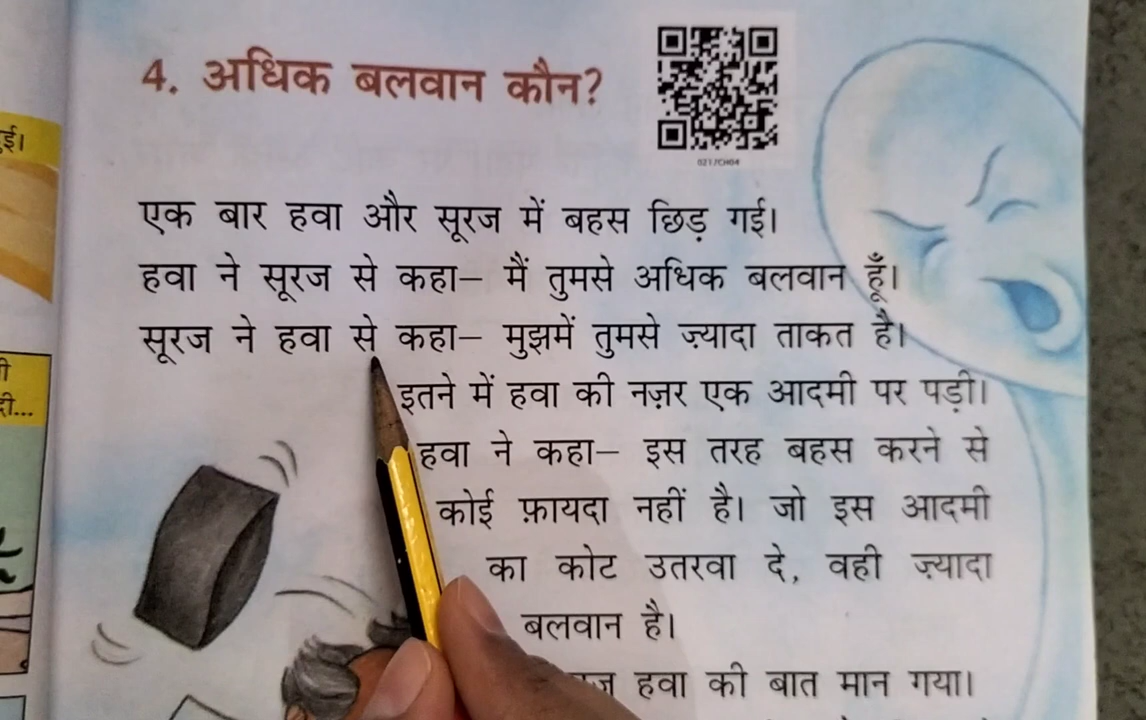 4. अधिक बलवान कौन?
0217CH04
एक बार हवा और सूरज में बहस छिड़ गई।
हवा ने सूरज से कहा– मैं तुमसे अधिक बलवान हूँ।
सूरज ने हवा से कहा– मुझमें तुमसे ज़्यादा ताकत है।
इतने में हवा की नज़र एक आदमी पर पड़ी।
हवा ने कहा– इस तरह बहस करने से
कोई फ़ायदा नहीं है। जो इस आदमी
का कोट उतरवा दे, वही ज़्यादा
बलवान है।
हवा की बात मान गया।